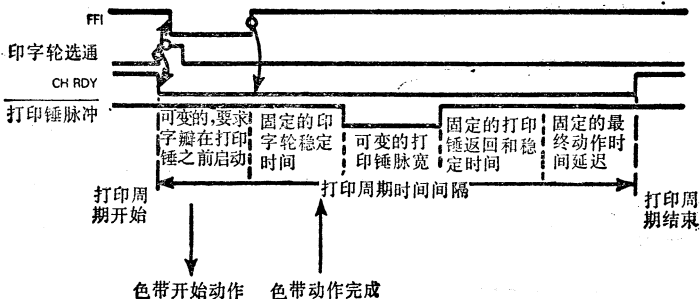 FFI
印字轮选通
CH RDY
打印锤脉冲
可变的,要求
字瓣在打印
锤之前启动
固定的印
字轮稳定
时间
可变的打
印锤脉宽
固定的打印
锤返回和稳
定时间
固定的最
终动作时
间延迟
打印周
期开始
打印周期时间间隔
打印周
期结束
色带开始动作
色带动作完成